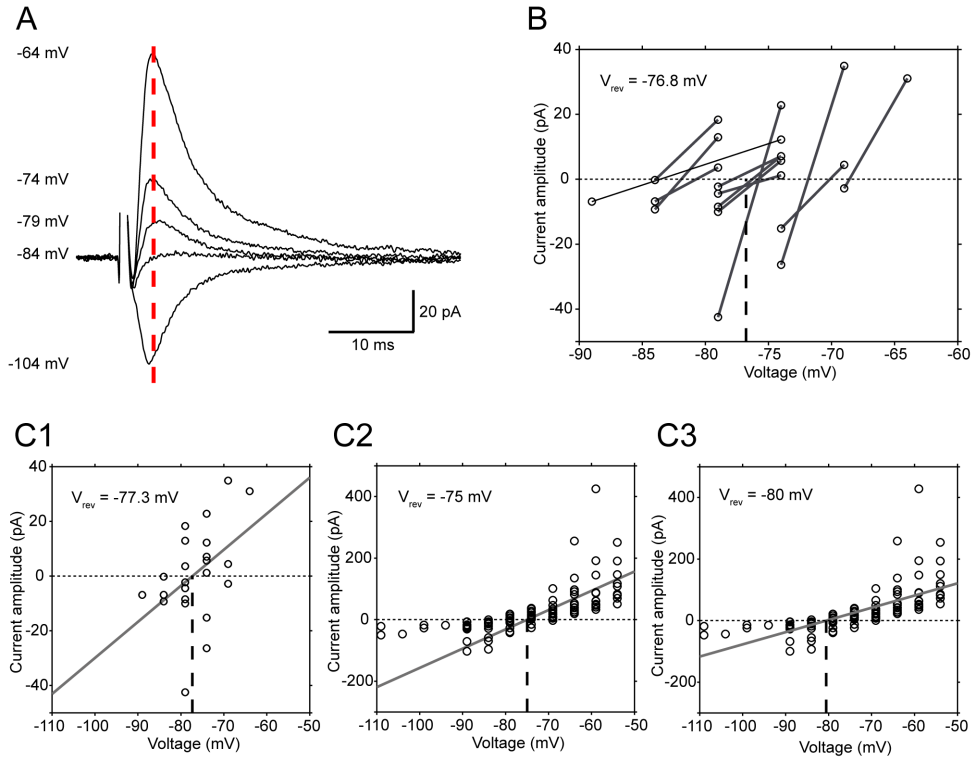 A
-64 mV
-74 mV
-79 mV
-84 mV
-104 mV
20 pA
10 ms
B
V_rev = -76.8 mV
Current amplitude (pA)
40
20
0
-20
-40
-90 -85 -80 -75 -70 -65 -60
Voltage (mV)
C1
V_rev = -77.3 mV
Current amplitude (pA)
40
20
0
-20
-40
-110 -100 -90 -80 -70 -60 -50
Voltage (mV)
C2
V_rev = -75 mV
Current amplitude (pA)
400
200
0
-200
-110 -100 -90 -80 -70 -60 -50
Voltage (mV)
C3
V_rev = -80 mV
Current amplitude (pA)
400
200
0
-200
-110 -100 -90 -80 -70 -60 -50
Voltage (mV)